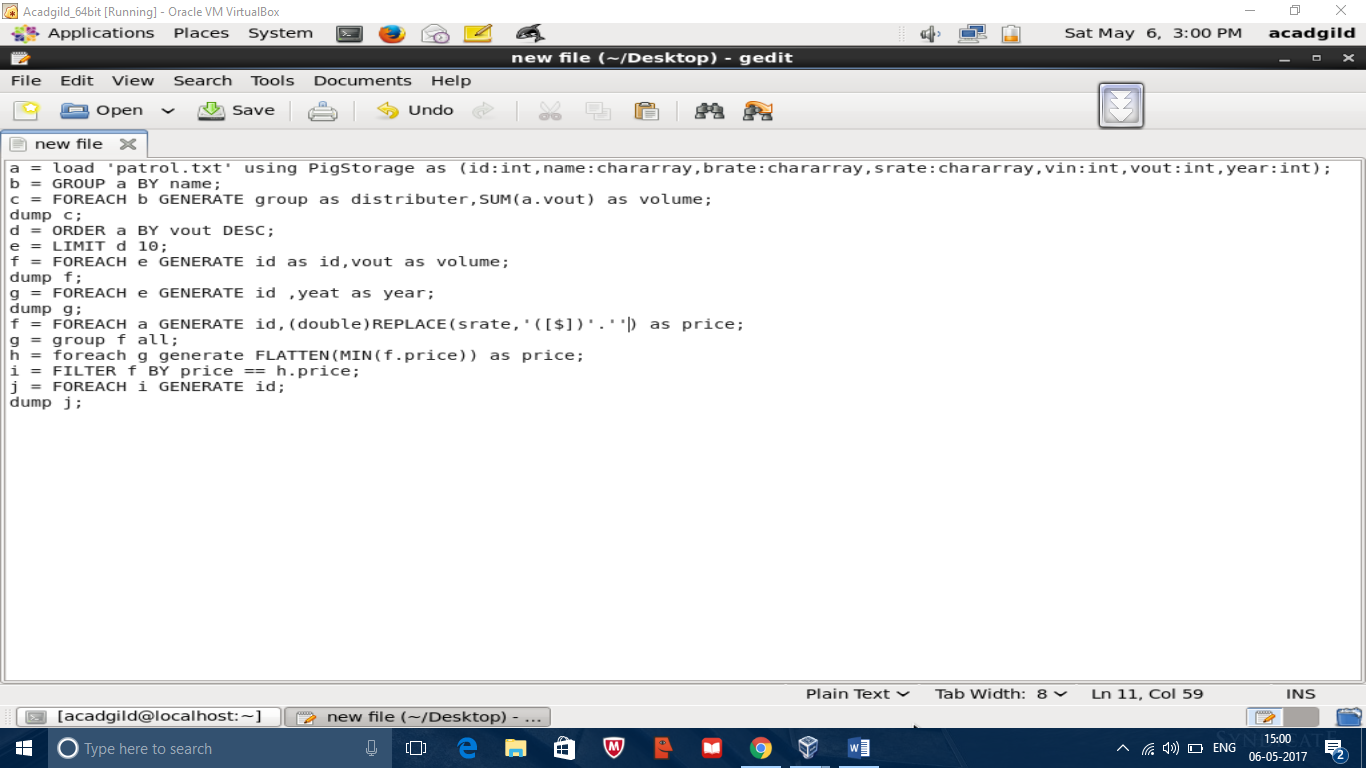 Acadgild_64bit [Running] - Oracle VM VirtualBox
Applications Places System Sat May 6, 3:00 PM acadgild
new file (~/Desktop) - gedit
File Edit View Search Tools Documents Help
Open Save Undo
new file
a = load 'patrol.txt' using PigStorage as (id:int,name:chararray,brate:chararray,srate:chararray,vin:int,vout:int,year:int);
b = GROUP a BY name;
c = FOREACH b GENERATE group as distributer,SUM(a.vout) as volume;
dump c;
d = ORDER a BY vout DESC;
e = LIMIT d 10;
f = FOREACH e GENERATE id as id,vout as volume;
dump f;
g = FOREACH e GENERATE id ,yeat as year;
dump g;
f = FOREACH a GENERATE id,(double)REPLACE(srate,'([$])'.'') as price;
g = group f all;
h = foreach g generate FLATTEN(MIN(f.price)) as price;
i = FILTER f BY price == h.price;
j = FOREACH i GENERATE id;
dump j;
Plain Text Tab Width: 8 Ln 11, Col 59 INS
[acadgild@localhost:~] new file (~/Desktop) - ...
Type here to search ENG 15:00
06-05-2017 2